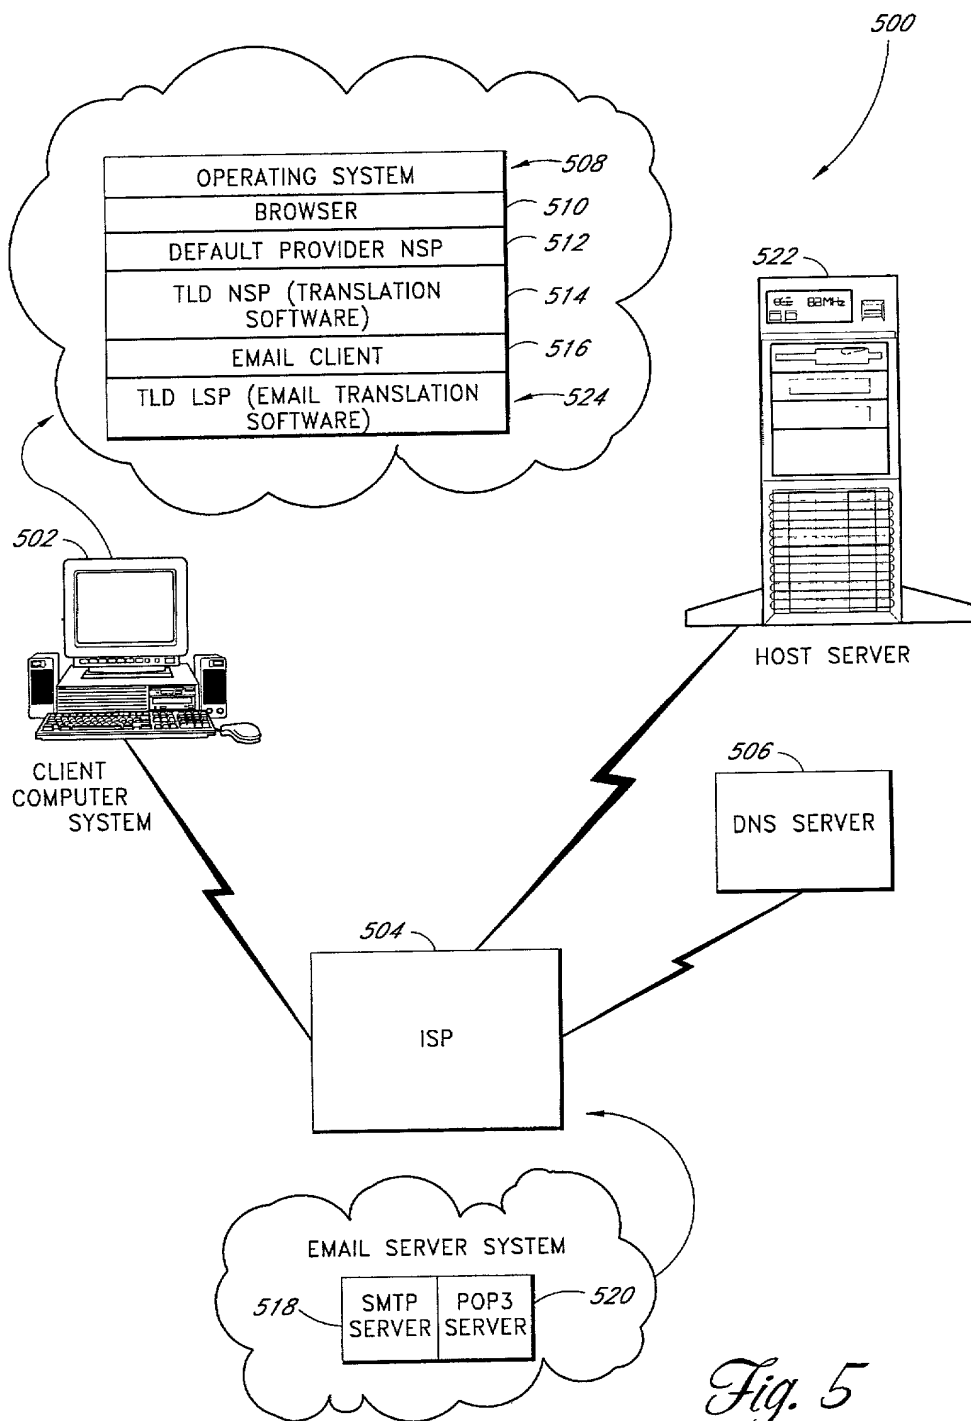 500
OPERATING SYSTEM
508
BROWSER
510
DEFAULT PROVIDER NSP
512
TLD NSP (TRANSLATION
SOFTWARE)
514
EMAIL CLIENT
516
TLD LSP (EMAIL TRANSLATION
SOFTWARE)
524
522
MHz
HOST SERVER
502
CLIENT
COMPUTER
SYSTEM
506
DNS SERVER
504
ISP
EMAIL SERVER SYSTEM
518
SMTP
SERVER
POP3
SERVER
520
Fig. 5